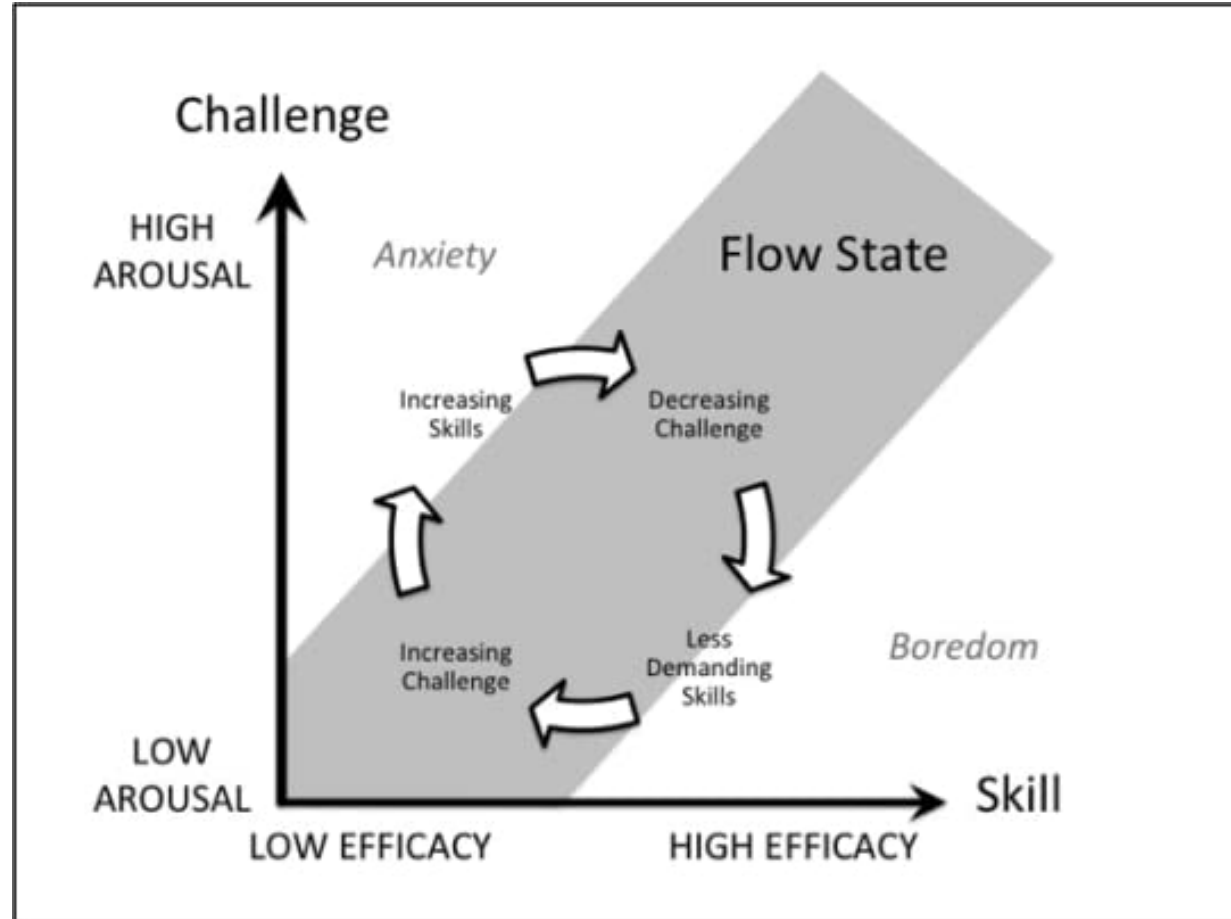 Challenge
HIGH
AROUSAL
Anxiety
Flow State
Increasing
Skills
Decreasing
Challenge
Increasing
Challenge
Less
Demanding
Skills
Boredom
LOW
AROUSAL
Skill
LOW EFFICACY
HIGH EFFICACY